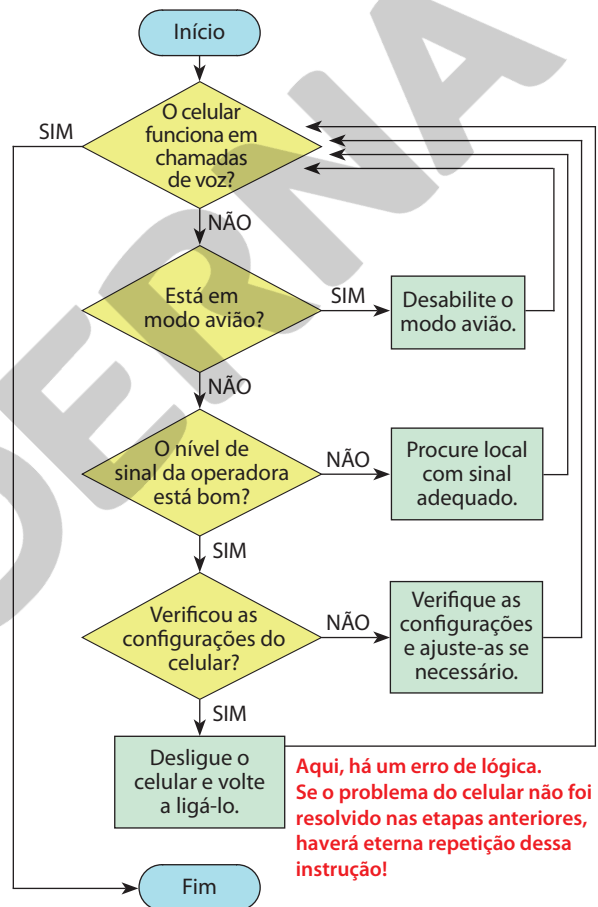 Início
O celular
funciona em
chamadas
de voz?
SIM
NÃO
Está em
modo avião?
SIM
Desabilite o
modo avião.
NÃO
O nível de
sinal da operadora
está bom?
NÃO
Procure local
com sinal
adequado.
SIM
Verificou as
configurações do
celular?
NÃO
Verifique as
configurações
e ajuste-as se
necessário.
SIM
Desligue o
celular e volte
a ligá-lo.
Aqui, há um erro de lógica.
Se o problema do celular não foi
resolvido nas etapas anteriores,
haverá eterna repetição dessa
instrução!
Fim
DERNA